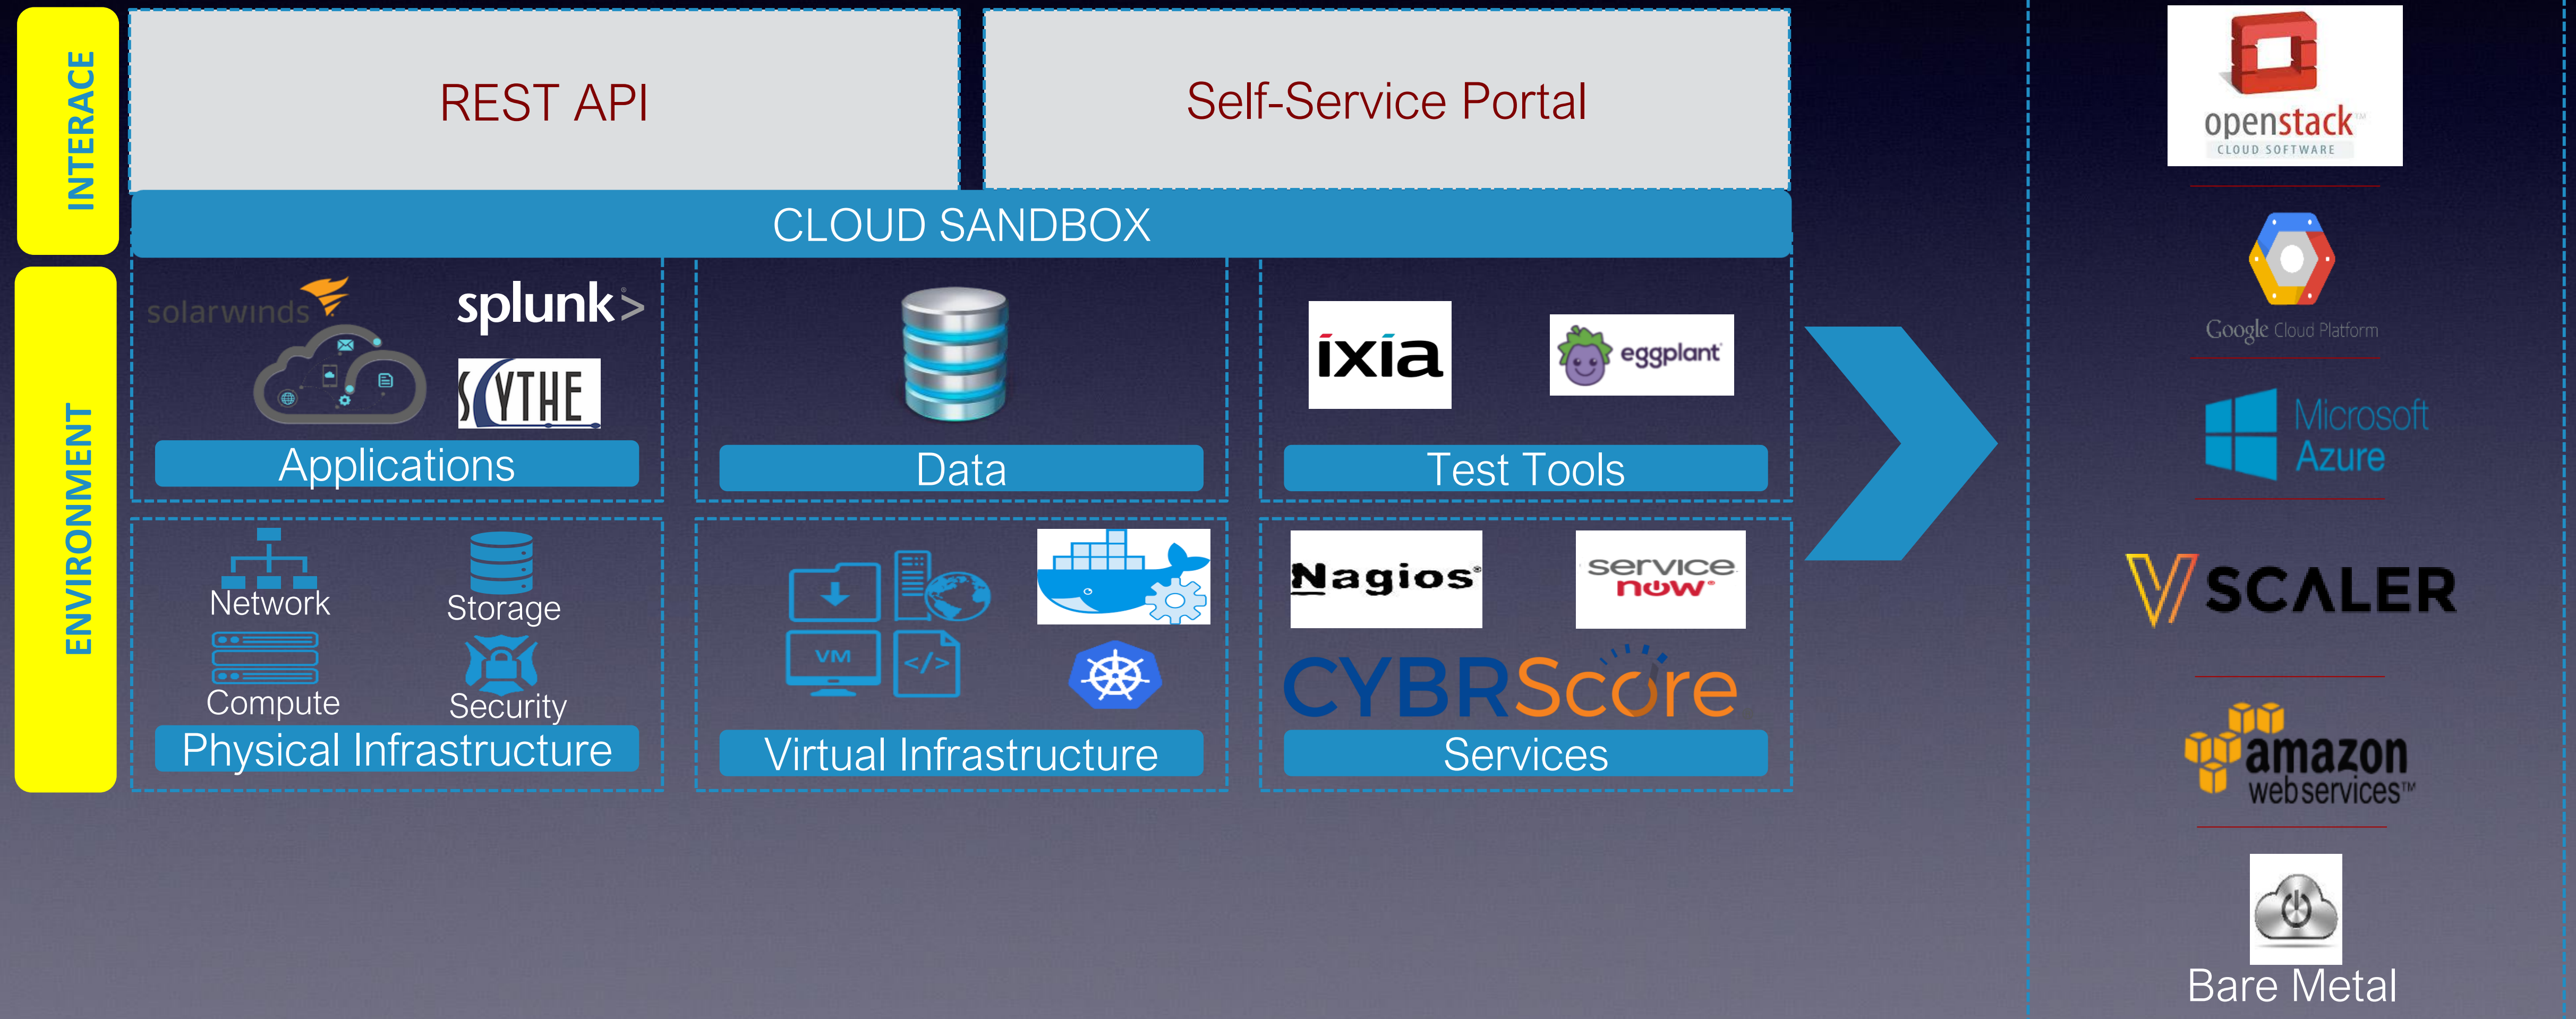 INTERACE
REST API
Self-Service Portal
CLOUD SANDBOX
ENVIRONMENT
solarwinds
splunk>
SCYTHE
Applications
Data
ixia
eggplant
Test Tools
Network
Storage
Compute
Security
Physical Infrastructure
VM
</>
Virtual Infrastructure
Nagios®
service
now®
CYBRScore
Services
openstack™
CLOUD SOFTWARE
Google Cloud Platform
Microsoft
Azure
V SCALER
amazon
webservices™
Bare Metal